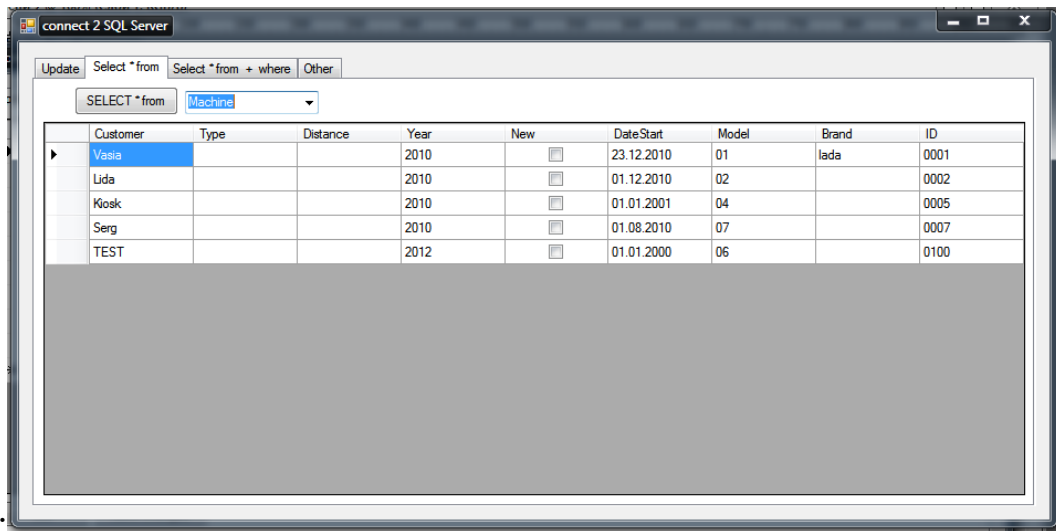 connect 2 SQL Server
Update Select * from Select * from + where Other
SELECT * from Machine
Customer Type Distance Year New DateStart Model Brand ID
Vasia 2010 23.12.2010 01 lada 0001
Lida 2010 01.12.2010 02 0002
Kiosk 2010 01.01.2001 04 0005
Serg 2010 01.08.2010 07 0007
TEST 2012 01.01.2000 06 0100